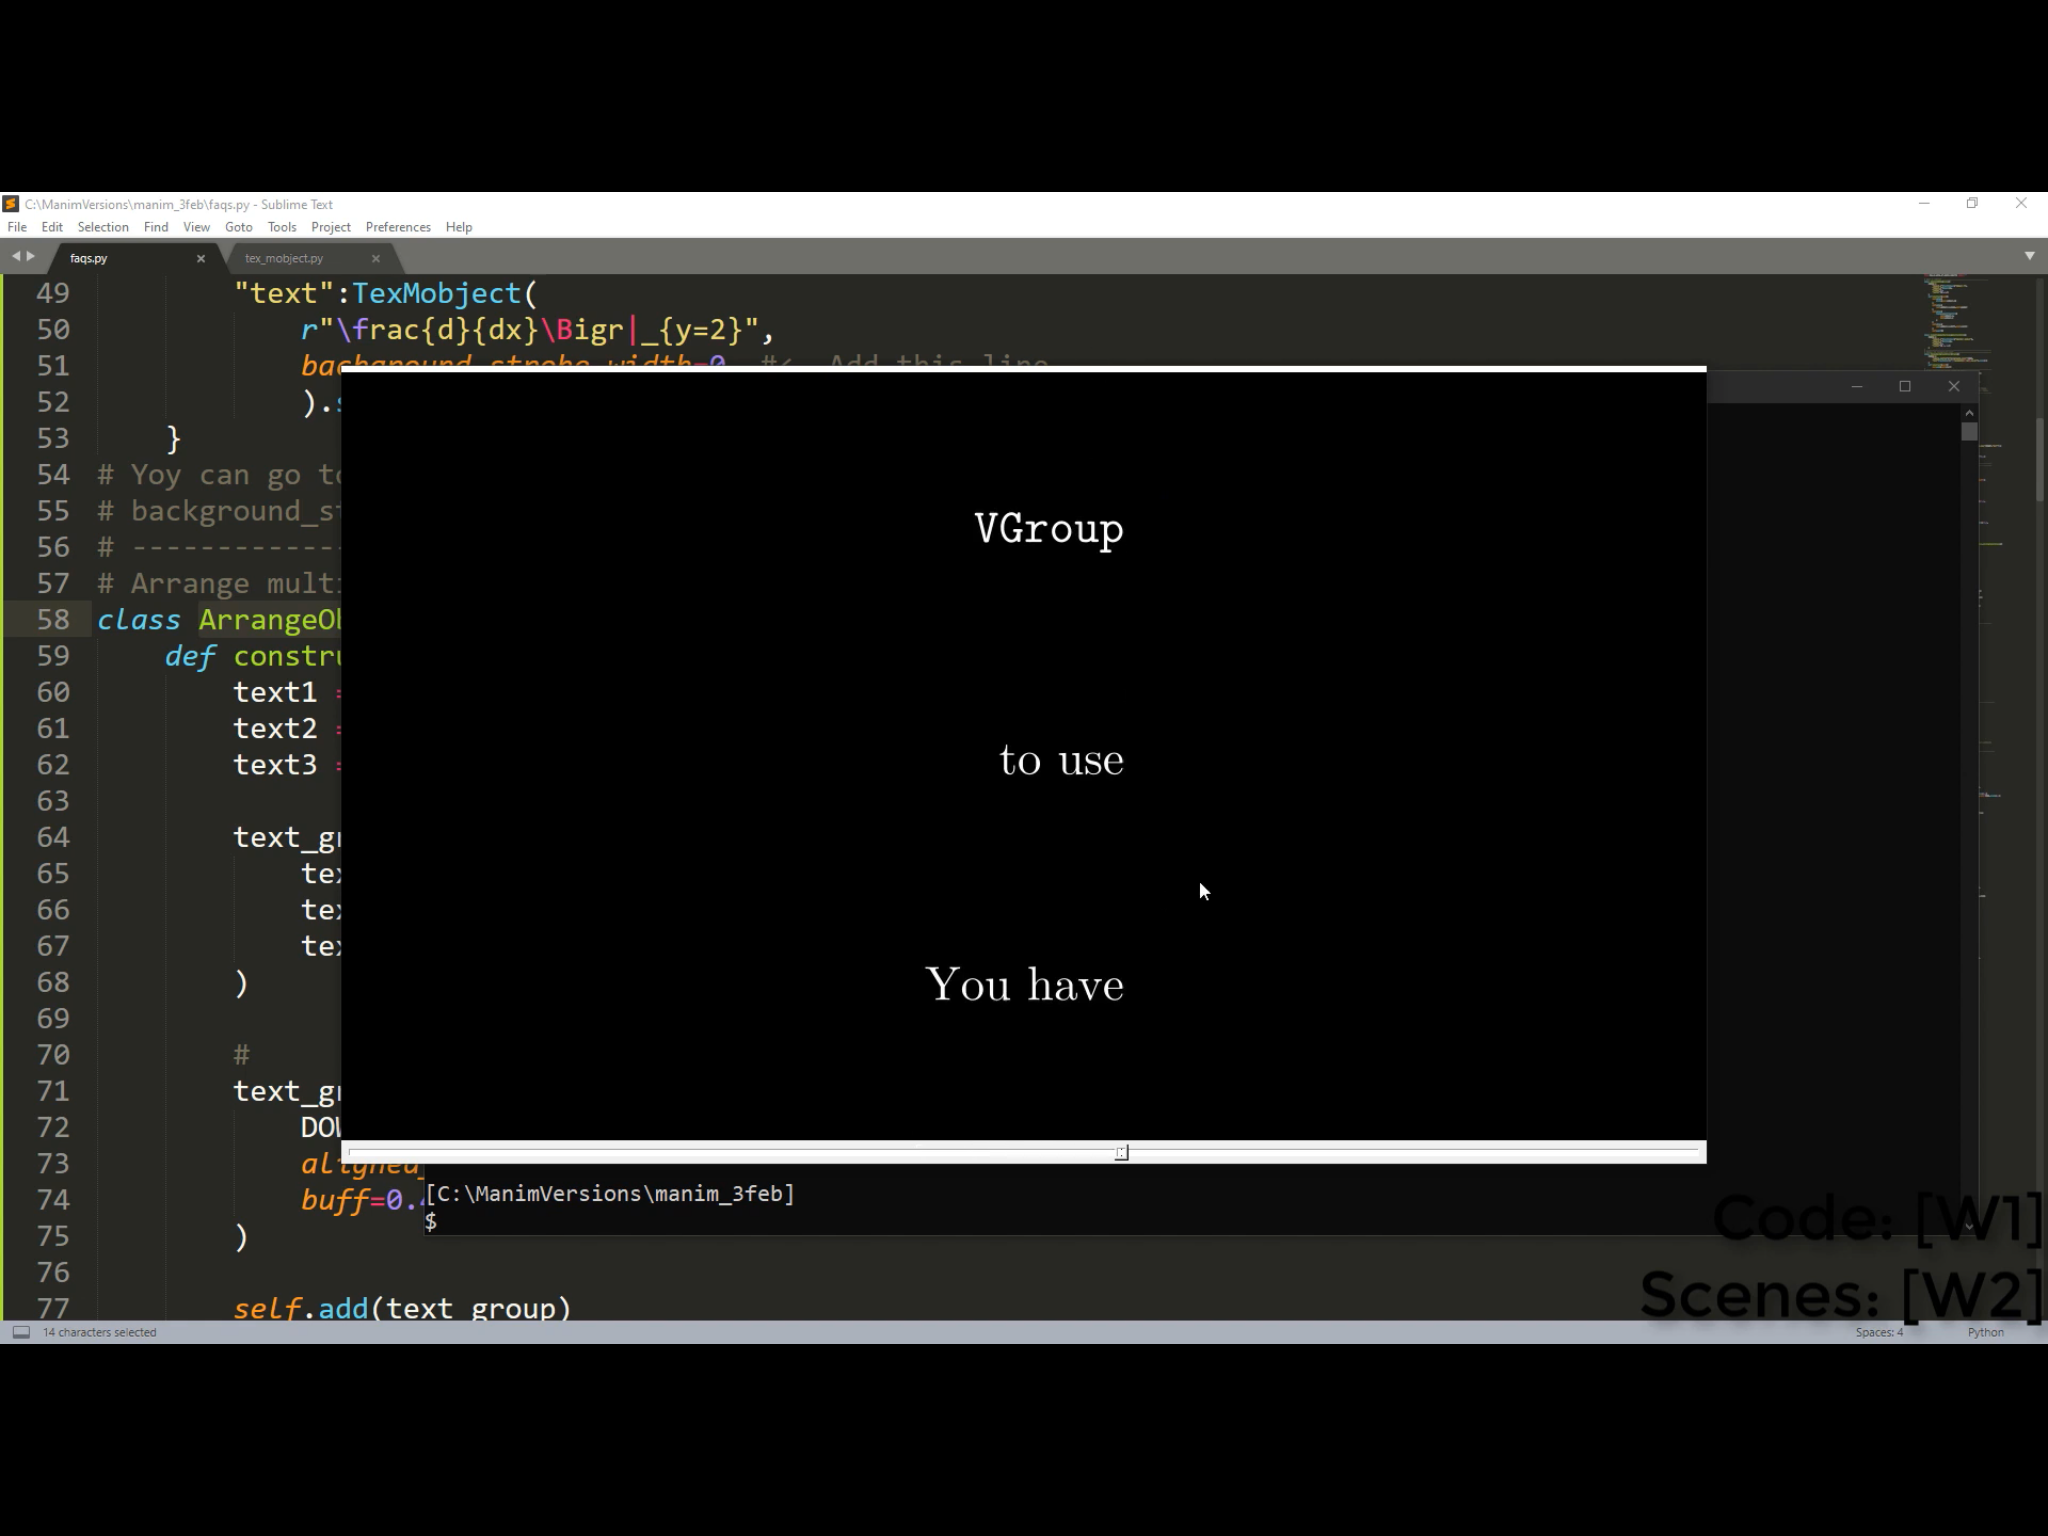 C:\ManimVersions\manim_3feb\faqs.py - Sublime Text
File Edit Selection Find View Goto Tools Project Preferences Help
faqs.py tex_mobject.py
49 "text":TexMobject(
50 r"\frac{d}{dx}\Bigr|_{y=2}",
51 background_stroke_width=0, #<- Add this line
52 ).
53 }
54 # Yoy can go to
55 # background_st
56 # -------------
57 # Arrange multi
58 class ArrangeOb
59 def constru
60 text1 =
61 text2 =
62 text3 =
63
64 text_gr
65 tex
66 tex
67 tex
68 )
69
70 #
71 text_gr
72 DOW
73 aligned_
74 buff=0.
75 )
76
77 self.add(text_group)
VGroup
to use
You have
[C:\ManimVersions\manim_3feb]
$
Code: [W1]
Scenes: [W2]
14 characters selected Spaces: 4 Python